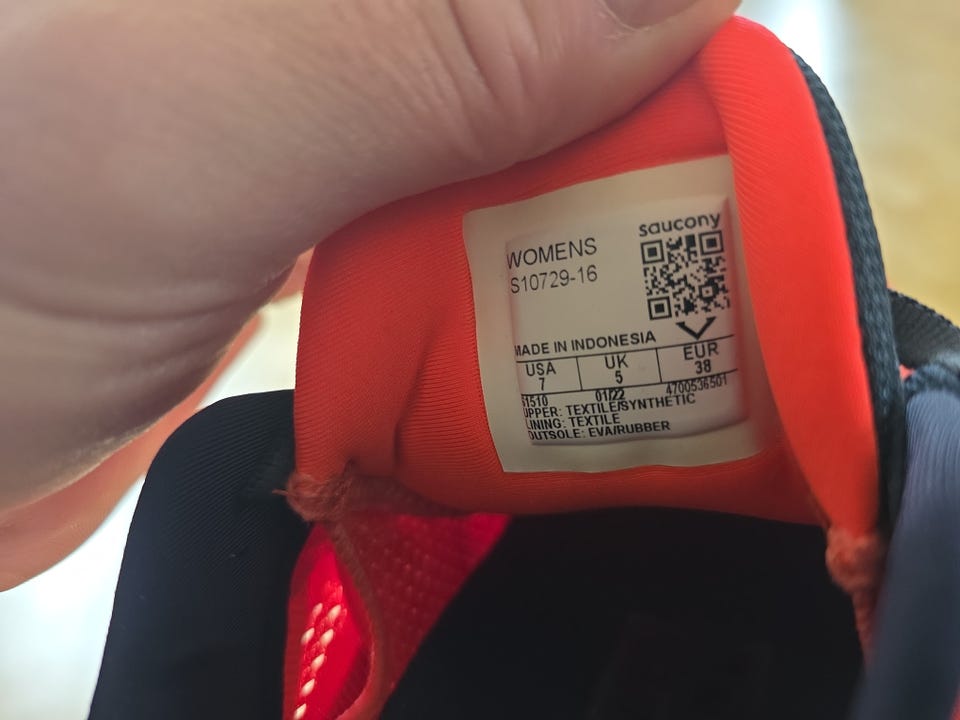 saucony
WOMENS
S10729-16
MADE IN INDONESIA
USA UK EUR
7 5 38
S1510 01/22 4700536501
UPPER: TEXTILE/SYNTHETIC
LINING: TEXTILE
OUTSOLE: EVA/RUBBER